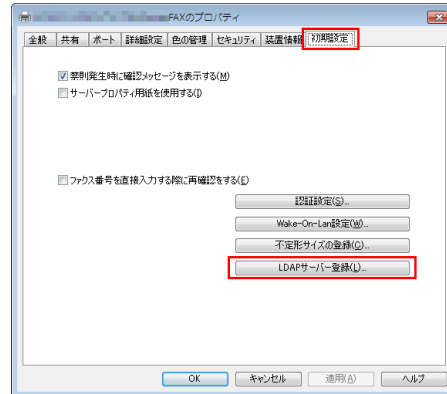 FAXのプロパティ
全般 共有 ポート 詳細設定 色の管理 セキュリティ 装置情報 初期設定
禁則発生時に確認メッセージを表示する(M)
サーバープロパティ用紙を使用する(J)
ファクス番号を直接入力する際に再確認をする(E)
認証設定(S)...
Wake-On-Lan設定(W)...
不定形サイズの登録(C)...
LDAPサーバー登録(L)...
OK キャンセル 適用(A) ヘルプ